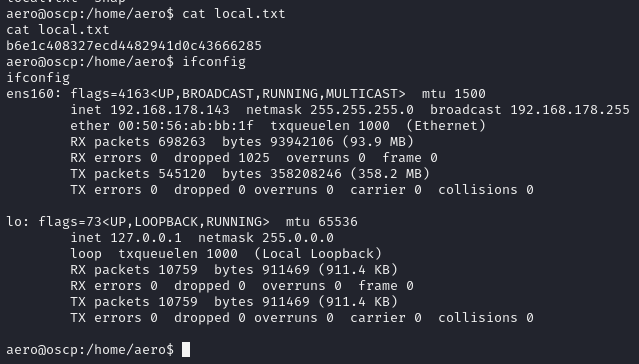 aero@oscp:/home/aero$ cat local.txt
cat local.txt
b6e1c408327ecd4482941d0c43666285
aero@oscp:/home/aero$ ifconfig
ifconfig
ens160: flags=4163<UP,BROADCAST,RUNNING,MULTICAST>  mtu 1500
        inet 192.168.178.143  netmask 255.255.255.0  broadcast 192.168.178.255
        ether 00:50:56:ab:bb:1f  txqueuelen 1000  (Ethernet)
        RX packets 698263  bytes 93942106 (93.9 MB)
        RX errors 0  dropped 1025  overruns 0  frame 0
        TX packets 545120  bytes 358208246 (358.2 MB)
        TX errors 0  dropped 0 overruns 0  carrier 0  collisions 0

lo: flags=73<UP,LOOPBACK,RUNNING>  mtu 65536
        inet 127.0.0.1  netmask 255.0.0.0
        loop  txqueuelen 1000  (Local Loopback)
        RX packets 10759  bytes 911469 (911.4 KB)
        RX errors 0  dropped 0  overruns 0  frame 0
        TX packets 10759  bytes 911469 (911.4 KB)
        TX errors 0  dropped 0 overruns 0  carrier 0  collisions 0

aero@oscp:/home/aero$